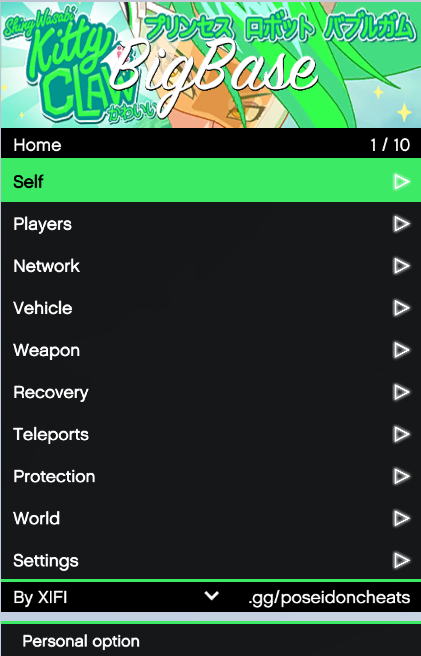 Shiny Wasabi
Kitty
CLAW
かわいい
プリンセス ロボット バブルガム
BigBase
Home 1 / 10
Self
Players
Network
Vehicle
Weapon
Recovery
Teleports
Protection
World
Settings
By XIFI .gg/poseidoncheats
Personal option